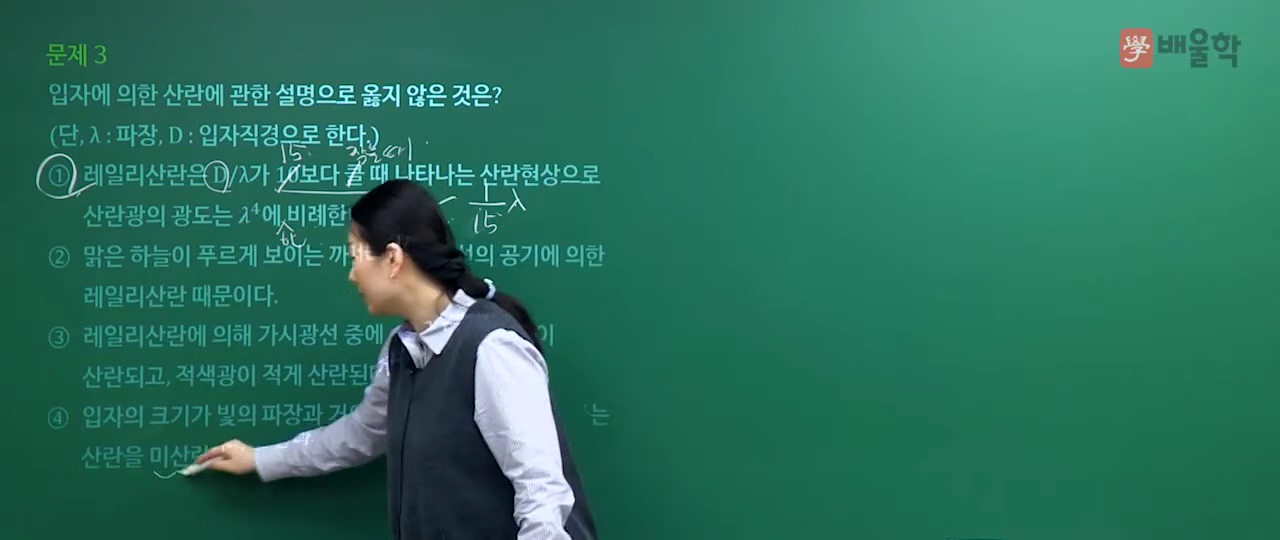 문제 3
學 배울학
입자에 의한 산란에 관한 설명으로 옳지 않은 것은?
(단, λ : 파장, D : 입자직경으로 한다.)
15. 작을 때
① 레일리산란은 D/λ가 10보다 클 때 나타나는 산란현상으로
1/15 λ
산란광의 광도는 λ⁴에 비례한
② 맑은 하늘이 푸르게 보이는 까 선의 공기에 의한
레일리산란 때문이다.
③ 레일리산란에 의해 가시광선 중에 이
산란되고, 적색광이 적게 산란된다
④ 입자의 크기가 빛의 파장과 거의 는
산란을 미산란